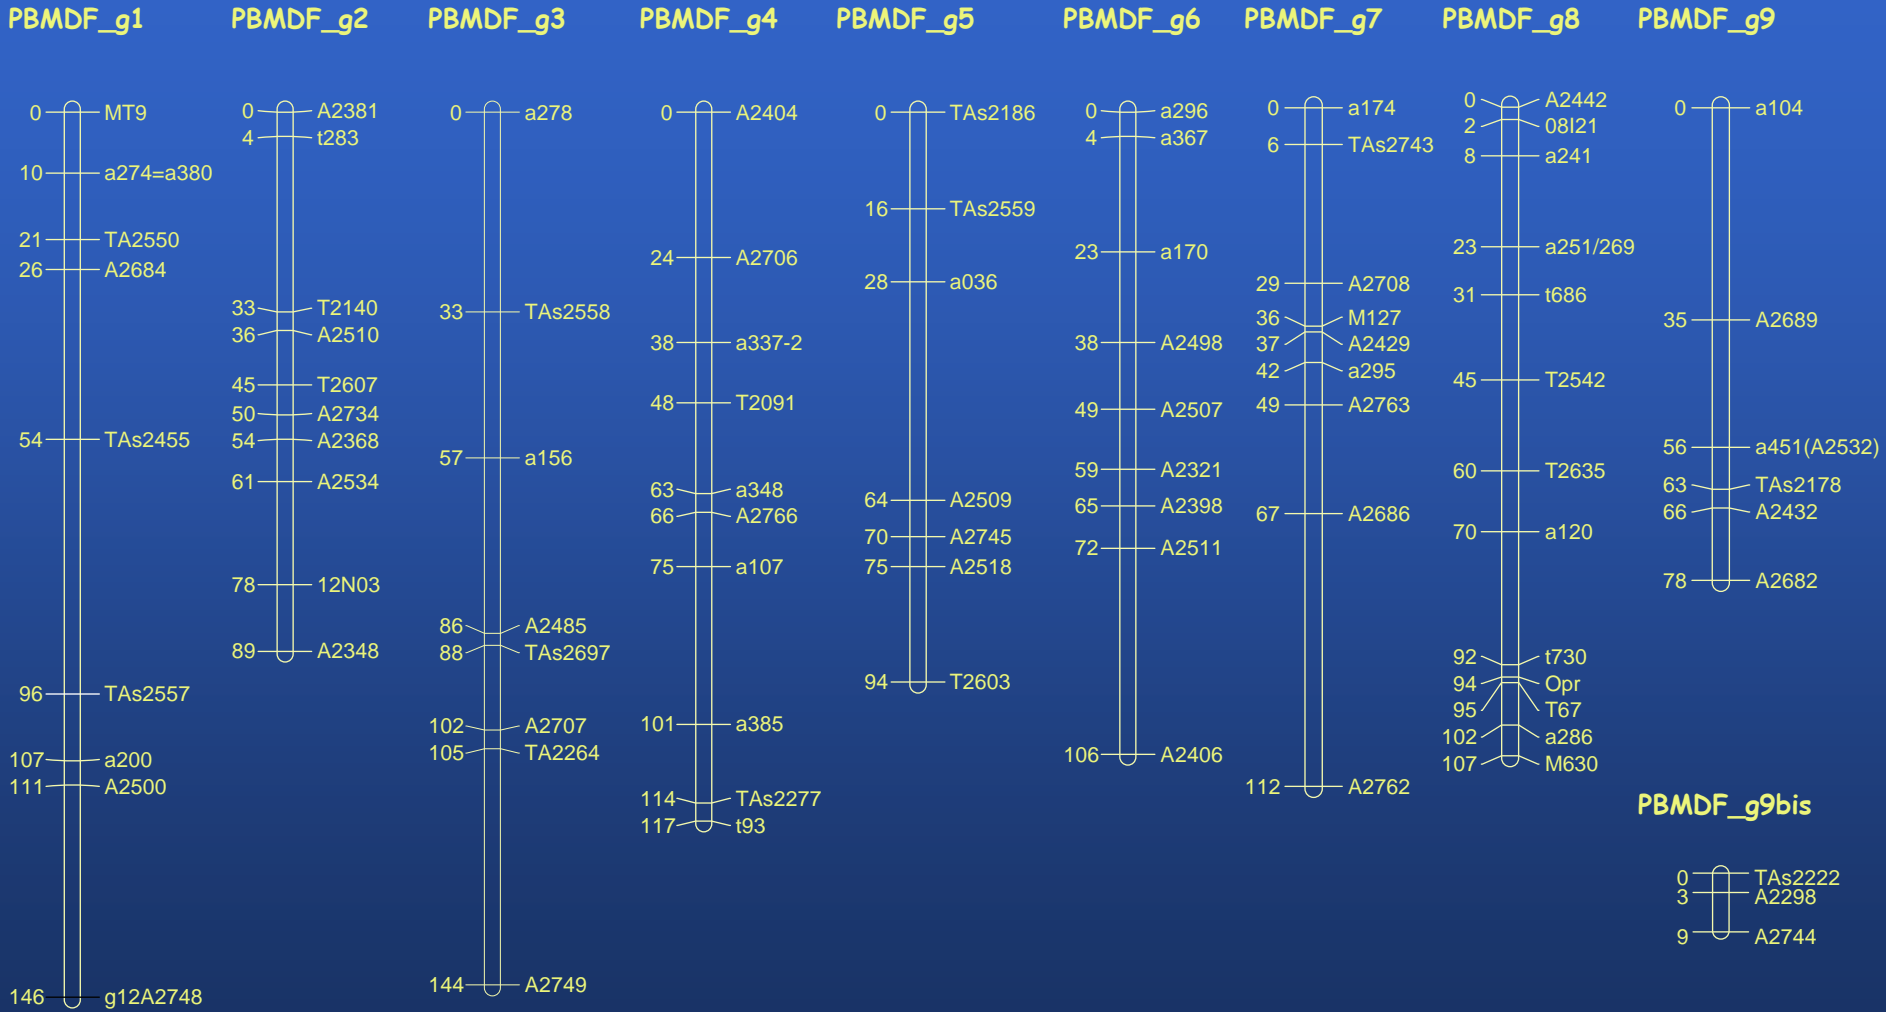 PBMDF_g1
0 MT9
10 a274=a380
21 TA2550
26 A2684
54 TAs2455
96 TAs2557
107 a200
111 A2500
146 g12A2748
PBMDF_g2
0 A2381
4 t283
33 T2140
36 A2510
45 T2607
50 A2734
54 A2368
61 A2534
78 12N03
89 A2348
PBMDF_g3
0 a278
33 TAs2558
57 a156
86 A2485
88 TAs2697
102 A2707
105 TA2264
144 A2749
PBMDF_g4
0 A2404
24 A2706
38 a337-2
48 T2091
63 a348
66 A2766
75 a107
101 a385
114 TAs2277
117 t93
PBMDF_g5
0 TAs2186
16 TAs2559
28 a036
64 A2509
70 A2745
75 A2518
94 T2603
PBMDF_g6
0 a296
4 a367
23 a170
38 A2498
49 A2507
59 A2321
65 A2398
72 A2511
106 A2406
PBMDF_g7
0 a174
6 TAs2743
29 A2708
36 M127
37 A2429
42 a295
49 A2763
67 A2686
112 A2762
PBMDF_g8
0 A2442
2 08I21
8 a241
23 a251/269
31 t686
45 T2542
60 T2635
70 a120
92 t730
94 Opr
95 T67
102 a286
107 M630
PBMDF_g9
0 a104
35 A2689
56 a451(A2532)
63 TAs2178
66 A2432
78 A2682
PBMDF_g9bis
0 TAs2222
3 A2298
9 A2744